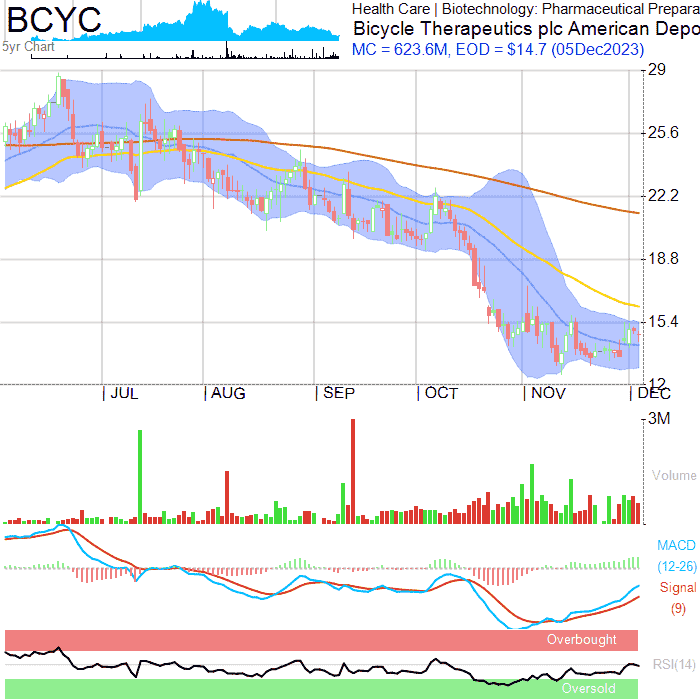 BCYC
5yr Chart
Health Care | Biotechnology: Pharmaceutical Prepara
Bicycle Therapeutics plc American Depo
MC = 623.6M, EOD = $14.7 (05Dec2023)
29
25.6
22.2
18.8
15.4
12
JUL AUG SEP OCT NOV DEC
3M
Volume
MACD
(12-26)
Signal
(9)
Overbought
RSI(14)
Oversold